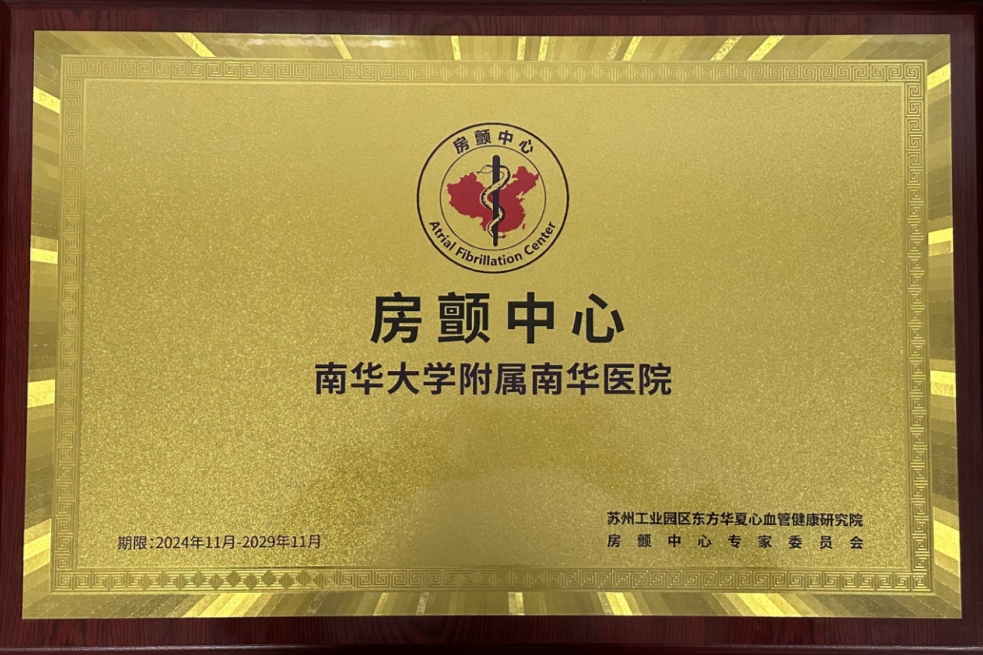 房颤中心
Atrial Fibrillation Center
房颤中心
南华大学附属南华医院
苏州工业园区东方华夏心血管健康研究院
期限:2024年11月-2029年11月
房颤中心专家委员会